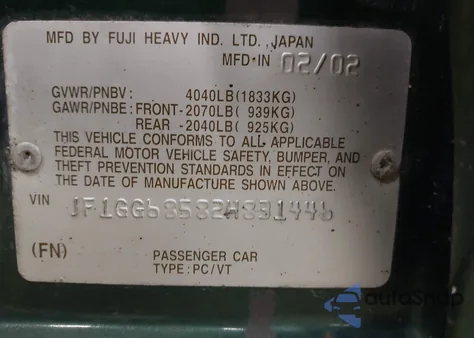 MFD BY FUJI HEAVY IND. LTD., JAPAN
MFD·IN 02/02
GVWR/PNBV: 4040LB(1833KG)
GAWR/PNBE: FRONT-2070LB( 939KG)
REAR -2040LB( 925KG)
THIS VEHICLE CONFORMS TO ALL APPLICABLE
FEDERAL MOTOR VEHICLE SAFETY, BUMPER, AND
THEFT PREVENTION STANDARDS IN EFFECT ON
THE DATE OF MANUFACTURE SHOWN ABOVE.
VIN JF1GG68582H831446
(FN)
PASSENGER CAR
TYPE: PC/VT
autoSnap